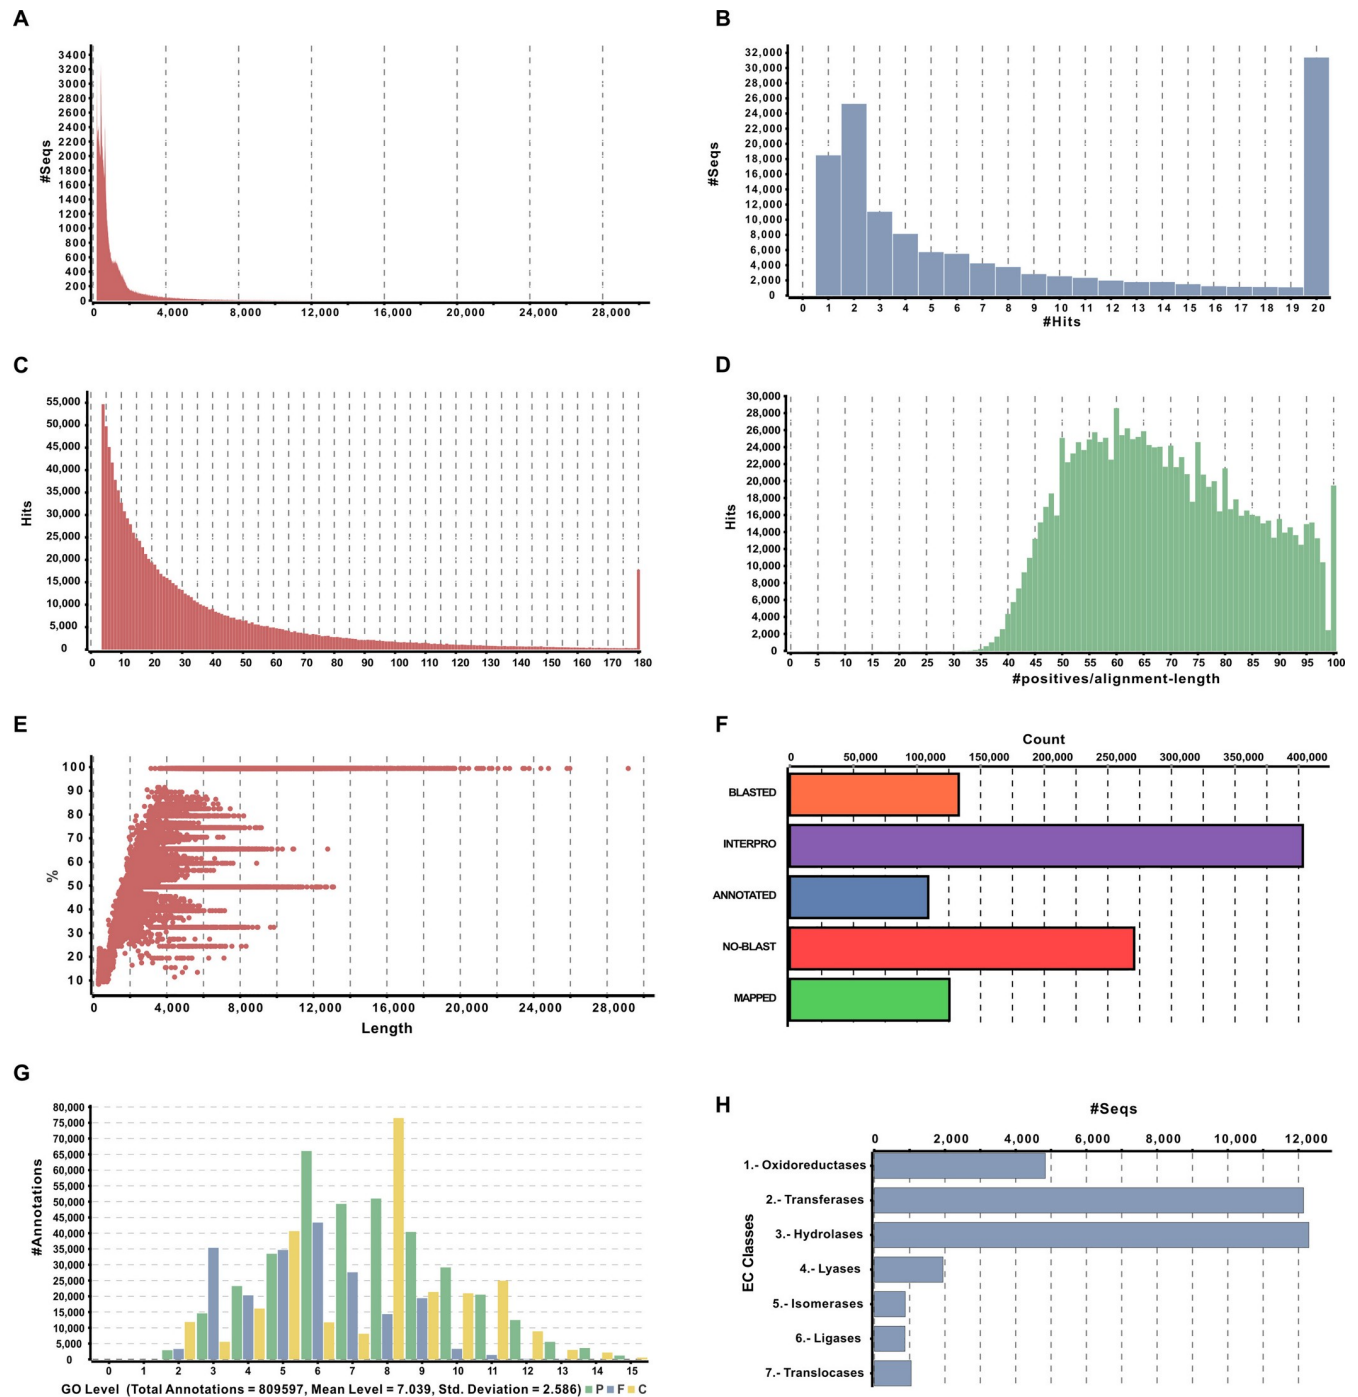 A
#Seqs
3400
3200
3000
2800
2600
2400
2200
2000
1800
1600
1400
1200
1000
800
600
400
200
0
0 4,000 8,000 12,000 16,000 20,000 24,000 28,000
B
#Seqs
32,000
30,000
28,000
26,000
24,000
22,000
20,000
18,000
16,000
14,000
12,000
10,000
8,000
6,000
4,000
2,000
0
0 1 2 3 4 5 6 7 8 9 10 11 12 13 14 15 16 17 18 19 20
#Hits
C
Hits
55,000
50,000
45,000
40,000
35,000
30,000
25,000
20,000
15,000
10,000
5,000
0
0 10 20 30 40 50 60 70 80 90 100 110 120 130 140 150 160 170 180
D
Hits
30,000
28,000
26,000
24,000
22,000
20,000
18,000
16,000
14,000
12,000
10,000
8,000
6,000
4,000
2,000
0
0 5 10 15 20 25 30 35 40 45 50 55 60 65 70 75 80 85 90 95 100
#positives/alignment-length
E
%
100
90
80
70
60
50
40
30
20
10
0 4,000 8,000 12,000 16,000 20,000 24,000 28,000
Length
F
Count
0 50,000 100,000 150,000 200,000 250,000 300,000 350,000 400,000
BLASTED
INTERPRO
ANNOTATED
NO-BLAST
MAPPED
G
#Annotations
80,000
75,000
70,000
65,000
60,000
55,000
50,000
45,000
40,000
35,000
30,000
25,000
20,000
15,000
10,000
5,000
0
0 1 2 3 4 5 6 7 8 9 10 11 12 13 14 15
GO Level (Total Annotations = 809597, Mean Level = 7.039, Std. Deviation = 2.586) P F C
H
#Seqs
0 2,000 4,000 6,000 8,000 10,000 12,000
EC Classes
1.- Oxidoreductases
2.- Transferases
3.- Hydrolases
4.- Lyases
5.- Isomerases
6.- Ligases
7.- Translocases